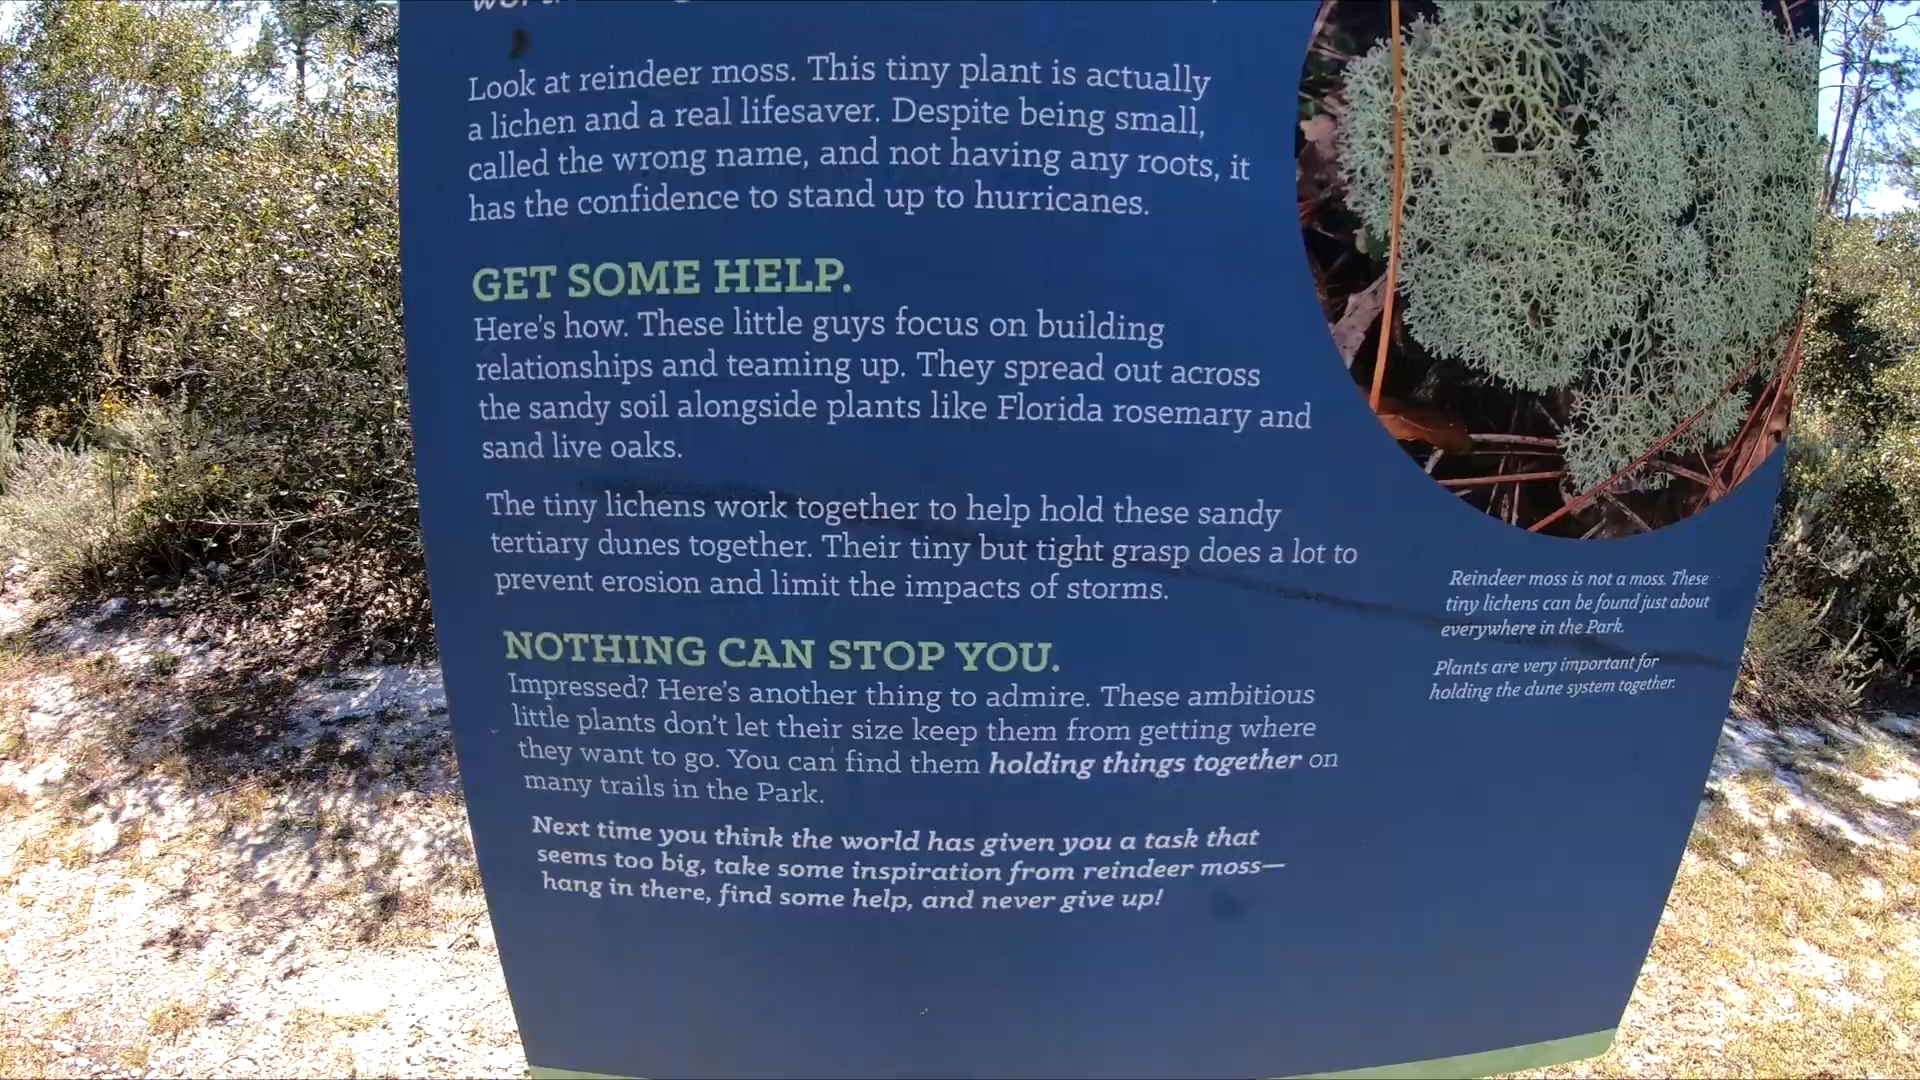 Look at reindeer moss. This tiny plant is actually
a lichen and a real lifesaver. Despite being small,
called the wrong name, and not having any roots, it
has the confidence to stand up to hurricanes.
GET SOME HELP.
Here's how. These little guys focus on building
relationships and teaming up. They spread out across
the sandy soil alongside plants like Florida rosemary and
sand live oaks.
The tiny lichens work together to help hold these sandy
tertiary dunes together. Their tiny but tight grasp does a lot to
prevent erosion and limit the impacts of storms.
NOTHING CAN STOP YOU.
Impressed? Here's another thing to admire. These ambitious
little plants don't let their size keep them from getting where
they want to go. You can find them holding things together on
many trails in the Park.
Next time you think the world has given you a task that
seems too big, take some inspiration from reindeer moss—
hang in there, find some help, and never give up!
Reindeer moss is not a moss. These
tiny lichens can be found just about
everywhere in the Park.
Plants are very important for
holding the dune system together.